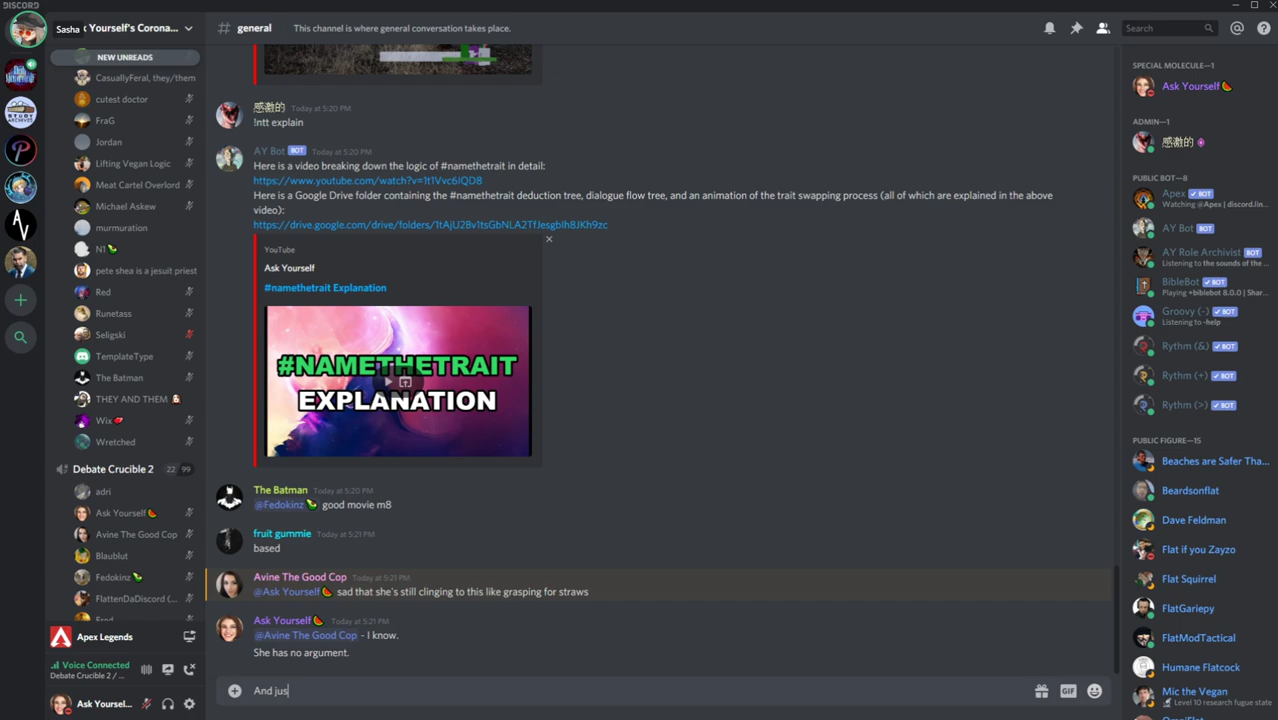 DISCORD
Sasha
k Yourself's Corona...
NEW UNREADS
CasuallyFeral, they/them
cutest doctor
FraG
Jordan
Lifting Vegan Logic
Meat Cartel Overlord
Michael Askew
murmuration
N1
pete shea is a jesuit priest
Red
Runetass
Seligski
TemplateType
The Batman
THEY AND THEM
Wix
Wretched
Debate Crucible 2 22 99
adri
Ask Yourself
Avine The Good Cop
Blaublut
Fedokinz
FlattenDaDiscord (...
Fred
Apex Legends
Voice Connected
Debate Crucible 2 / ...
Ask Yoursel...
# general This channel is where general conversation takes place.
感激的 Today at 5:20 PM
!ntt explain
AY Bot BOT Today at 5:20 PM
Here is a video breaking down the logic of #namethetrait in detail:
https://www.youtube.com/watch?v=1t1Vvc6lQD8
Here is a Google Drive folder containing the #namethetrait deduction tree, dialogue flow tree, and an animation of the trait swapping process (all of which are explained in the above
video):
https://drive.google.com/drive/folders/1tAjU2Bv1tsGbNLA2TfJesgbIh8JKh9zc
YouTube
Ask Yourself
#namethetrait Explanation
#NAMETHETRAIT
EXPLANATION
The Batman Today at 5:20 PM
@Fedokinz good movie m8
fruit gummie Today at 5:21 PM
based
Avine The Good Cop Today at 5:21 PM
@Ask Yourself sad that she's still clinging to this like grasping for straws
Ask Yourself Today at 5:21 PM
@Avine The Good Cop - I know.
She has no argument.
And jus
GIF
Search
SPECIAL MOLECULE—1
Ask Yourself
ADMIN—1
感激的
PUBLIC BOT—8
Apex BOT
Watching @Apex | discord.lin...
AY Bot BOT
AY Role Archivist BOT
Listening to the sounds of the ...
BibleBot BOT
Playing +biblebot 8.0.0 | Shar...
Groovy (-) BOT
Listening to -help
Rythm (&) BOT
Rythm (+) BOT
Rythm (>) BOT
PUBLIC FIGURE—15
Beaches are Safer Tha...
Beardsonflat
Dave Feldman
Flat if you Zayzo
Flat Squirrel
FlatGariepy
FlatModTactical
Humane Flatcock
Mic the Vegan
Level 10 research fugue state